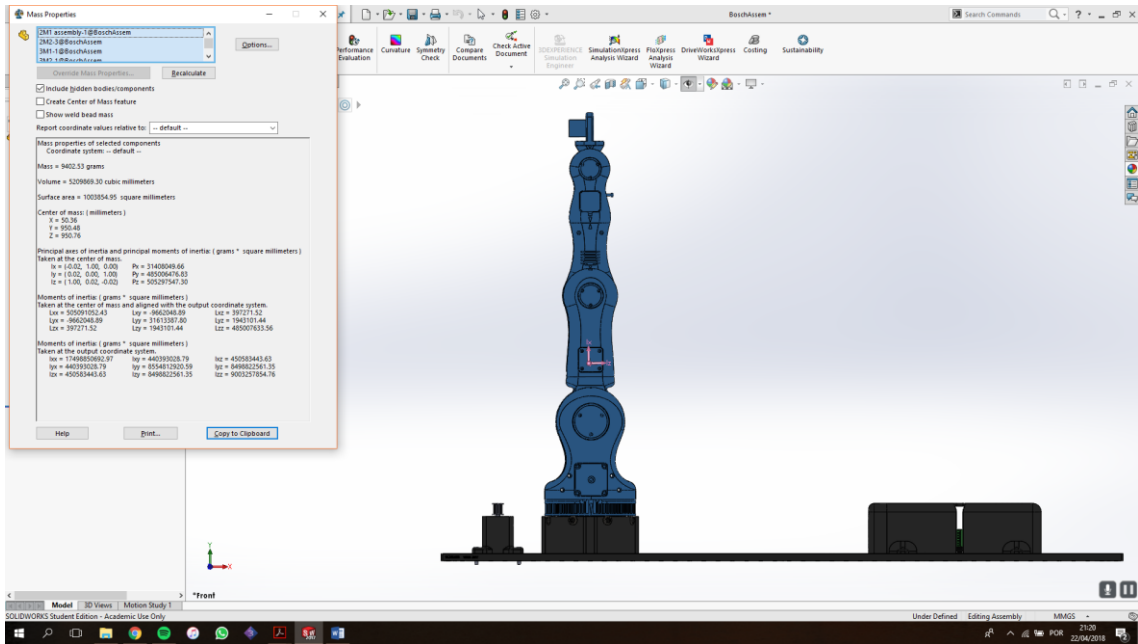 Mass Properties
2M1 assembly-1@BoschAssem
2M2-3@BoschAssem
3M1-1@BoschAssem
3M2-1@BoschAssem
Options...
Override Mass Properties...
Recalculate
Include hidden bodies/components
Create Center of Mass feature
Show weld bead mass
Report coordinate values relative to: -- default --
Mass properties of selected components
Coordinate system: -- default --
Mass = 9402.53 grams
Volume = 5209869.30 cubic millimeters
Surface area = 1003854.95 square millimeters
Center of mass: ( millimeters )
X = 50.36
Y = 950.48
Z = 950.76
Principal axes of inertia and principal moments of inertia: ( grams * square millimeters )
Taken at the center of mass.
Ix = (-0.02, 1.00, 0.00) Px = 31408049.66
Iy = ( 0.02, 0.00, 1.00) Py = 485006476.83
Iz = ( 1.00, 0.02, -0.02) Pz = 505297547.30
Moments of inertia: ( grams * square millimeters )
Taken at the center of mass and aligned with the output coordinate system.
Lxx = 505091052.43 Lxy = -9662048.89 Lxz = 397271.52
Lyx = -9662048.89 Lyy = 31613387.80 Lyz = 1943101.44
Lzx = 397271.52 Lzy = 1943101.44 Lzz = 485007633.56
Moments of inertia: ( grams * square millimeters )
Taken at the output coordinate system.
Ixx = 17498850692.97 Ixy = 440393028.79 Ixz = 450583443.63
Iyx = 440393028.79 Iyy = 8554812920.59 Iyz = 8498822561.35
Izx = 450583443.63 Izy = 8498822561.35 Izz = 9003257854.76
Help
Print...
Copy to Clipboard
BoschAssem *
Search Commands
Performance Evaluation
Curvature
Symmetry Check
Compare Documents
Check Active Document
3DEXPERIENCE Simulation Engineer
SimulationXpress Analysis Wizard
FloXpress Analysis Wizard
DriveWorksXpress Wizard
Costing
Sustainability
Y
X
*Front
Model
3D Views
Motion Study 1
SOLIDWORKS Student Edition - Academic Use Only
Under Defined
Editing Assembly
MMGS
POR
21:20
22/04/2018